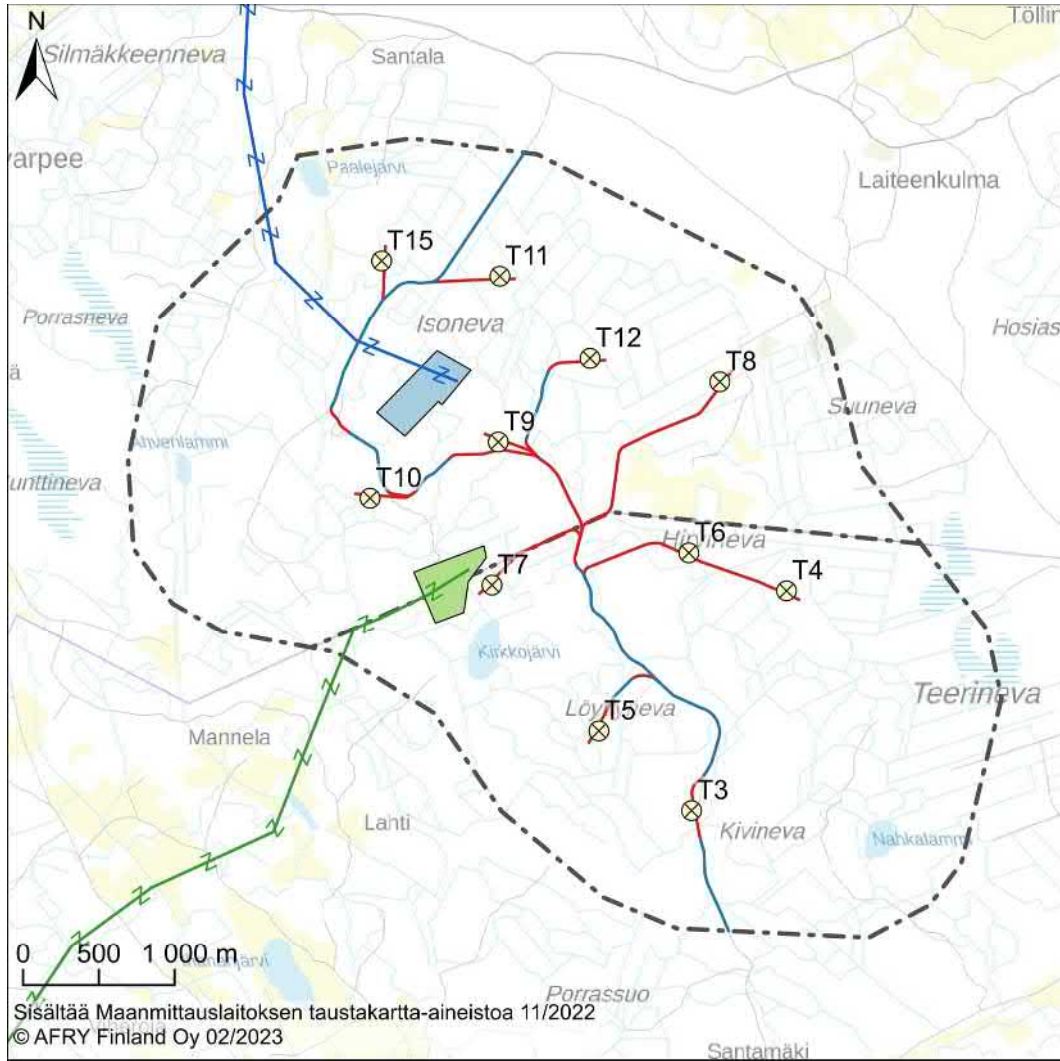 N
Töllin
Silmäkkeenneva
Santala
varpee
Paalejärvi
Laiteenkulma
T15
T11
Porrasneva
Isoneva
Hosias
T12
T8
Suuneva
T9
Ahvenlammi
unttineva
T10
T6
T7
T4
Kirkkojärvi
Teerineva
T5
Mannela
T3
Lahti
Kivineva
Nahkalammi
0 500 1 000 m
Porrassuo
Sisältää Maanmittauslaitoksen taustakartta-aineistoa 11/2022
© AFRY Finland Oy 02/2023
Santamäki